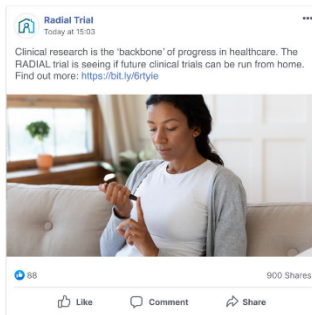 Radial Trial
Today at 15:03
Clinical research is the ‘backbone’ of progress in healthcare. The
RADIAL trial is seeing if future clinical trials can be run from home.
Find out more: https://bit.ly/6rtyie
88
900 Shares
Like
Comment
Share